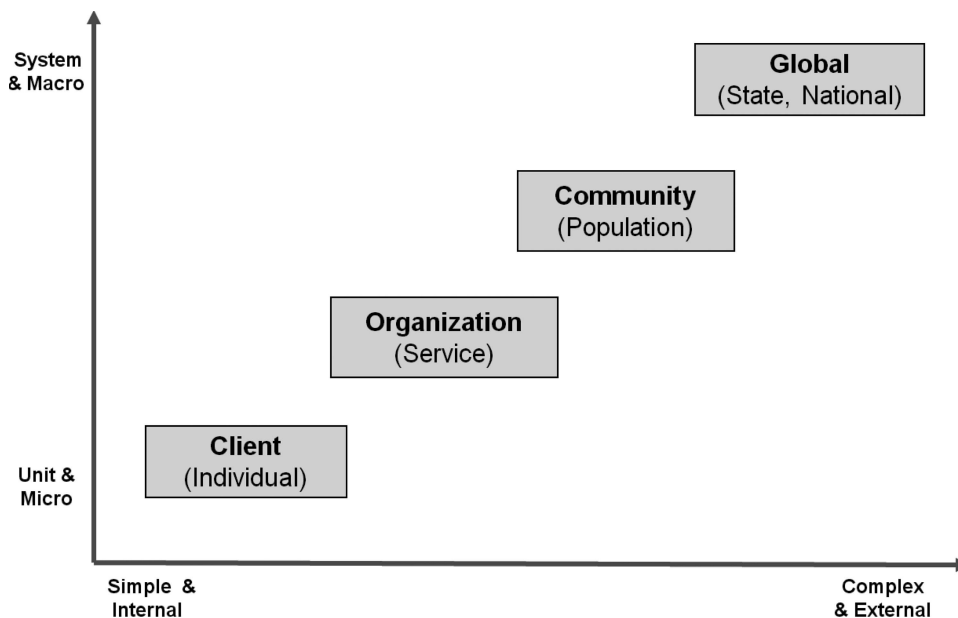 System
& Macro
Global
(State, National)
Community
(Population)
Organization
(Service)
Client
(Individual)
Unit &
Micro
Simple &
Internal
Complex
& External